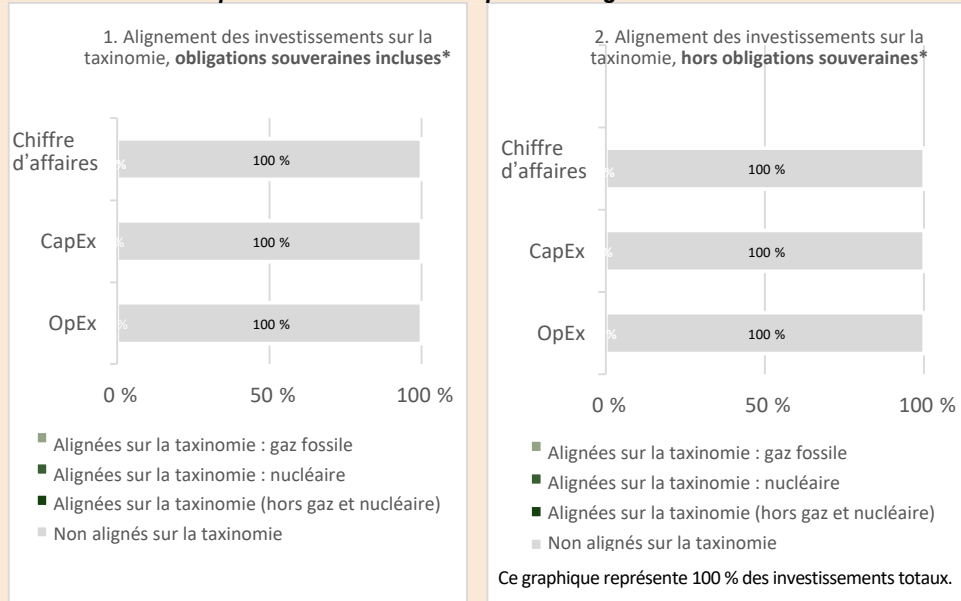 1. Alignement des investissements sur la
taxinomie, obligations souveraines incluses*
Chiffre
d'affaires
%
100 %
CapEx
%
100 %
OpEx
%
100 %
0 %
50 %
100 %
Alignées sur la taxinomie : gaz fossile
Alignées sur la taxinomie : nucléaire
Alignées sur la taxinomie (hors gaz et nucléaire)
Non alignés sur la taxinomie
2. Alignement des investissements sur la
taxinomie, hors obligations souveraines*
Chiffre
d'affaires
%
100 %
CapEx
%
100 %
OpEx
%
100 %
0 %
50 %
100 %
Alignées sur la taxinomie : gaz fossile
Alignées sur la taxinomie : nucléaire
Alignées sur la taxinomie (hors gaz et nucléaire)
Non alignés sur la taxinomie
Ce graphique représente 100 % des investissements totaux.